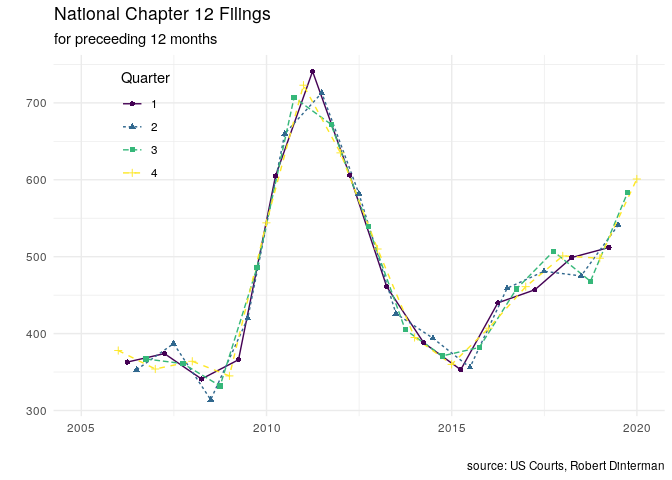 National Chapter 12 Filings
for preceeding 12 months
Quarter
1
2
3
4
700
600
500
400
300
2005 2010 2015 2020
source: US Courts, Robert Dinterman